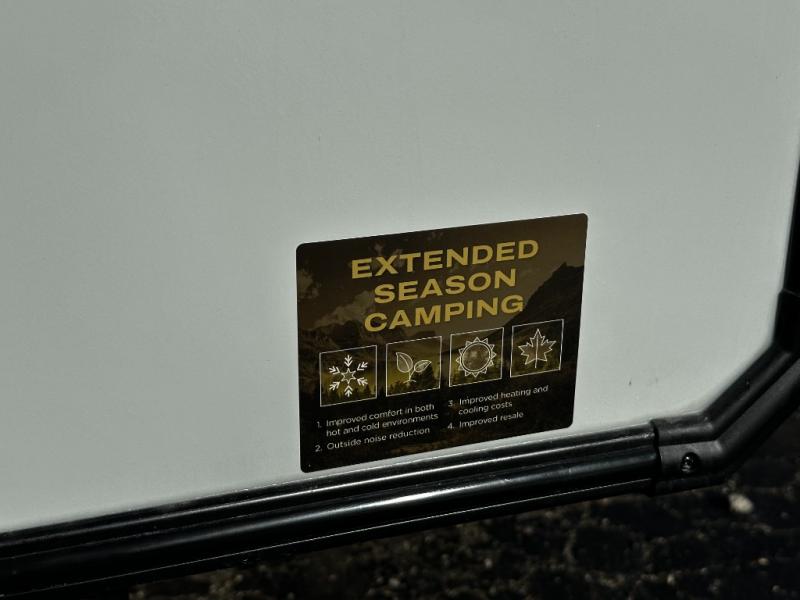 EXTENDED
SEASON
CAMPING
1. Improved comfort in both
hot and cold environments
2. Outside noise reduction
3. Improved heating and
cooling costs
4. Improved resale